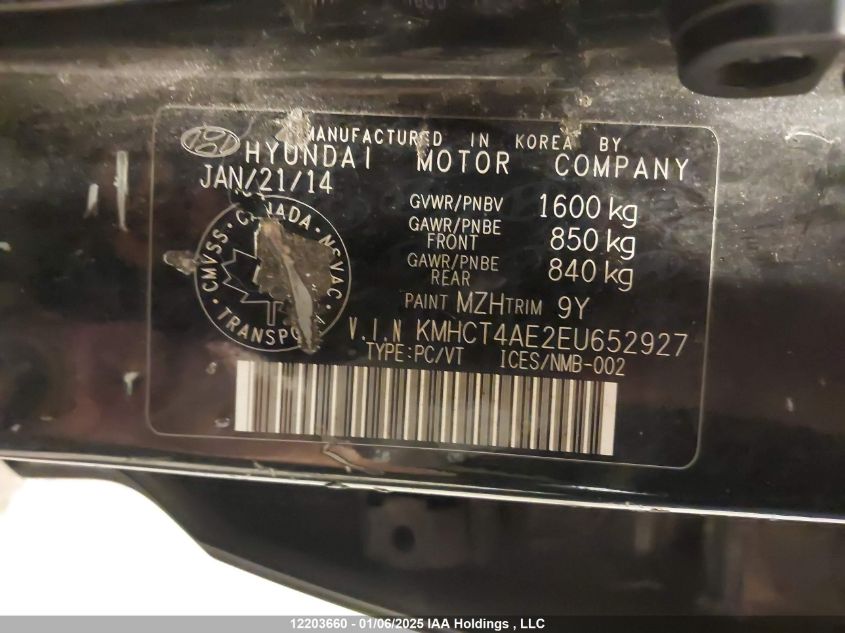 MANUFACTURED IN KOREA BY
HYUNDAI MOTOR COMPANY
JAN/21/14
GVWR/PNBV 1600 kg
GAWR/PNBE FRONT 850 kg
GAWR/PNBE REAR 840 kg
PAINT MZH TRIM 9Y
CANADA · NSVAC · TRANSPO · CMVSS ·
V.I.N KMHCT4AE2EU652927
TYPE:PC/VT ICES/NMB-002
12203660 - 01/06/2025 IAA Holdings , LLC